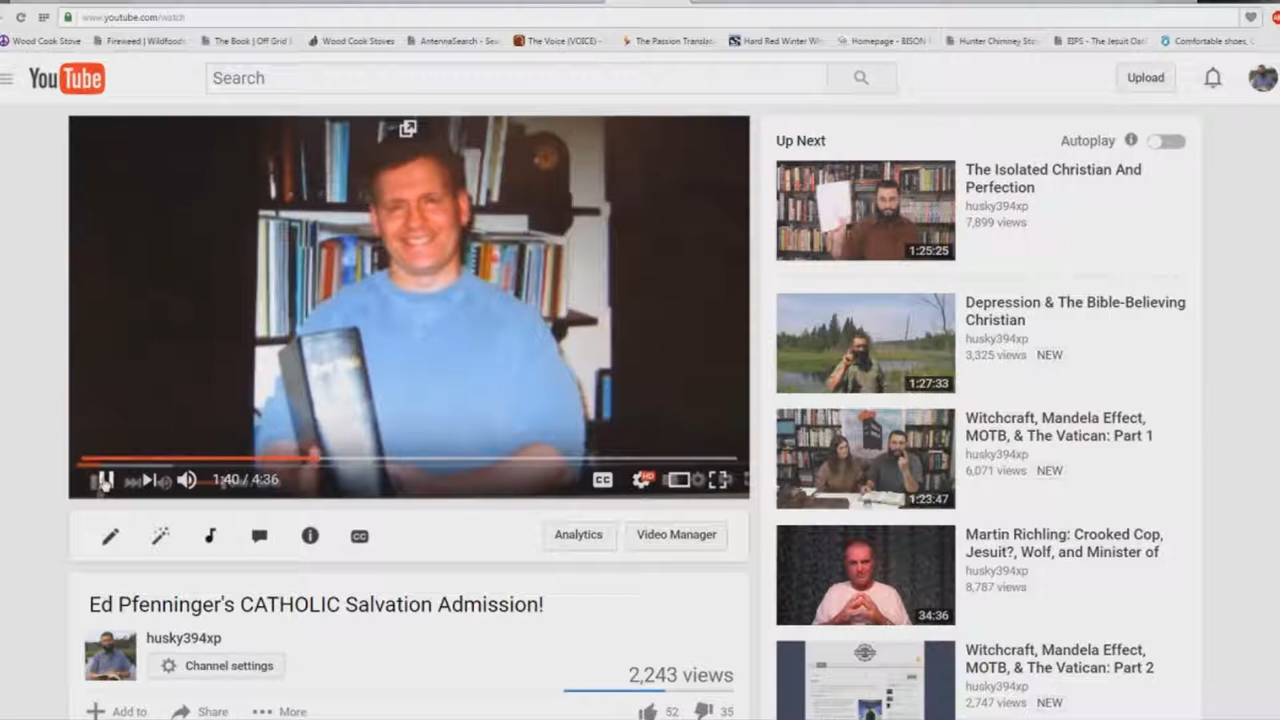 www.youtube.com/watch
Wood Cook Stove
Fireweed | Wildfoods
The Book | Off Grid |
Wood Cook Stoves
AntennaSearch - Sea
The Voice (VOICE) -
The Passion Translat
Hard Red Winter Wh
Homepage - BISON
Hunter Chimney Sto
EIPS - The Jesuit Oat
Comfortable shoes,
YouTube
Search
Upload
1:40 / 4:36
CC
HD
CC
Analytics
Video Manager
Ed Pfenninger's CATHOLIC Salvation Admission!
husky394xp
Channel settings
2,243 views
Add to
Share
More
52
35
Up Next
Autoplay
The Isolated Christian And
Perfection
husky394xp
7,899 views
1:25:25
Depression & The Bible-Believing
Christian
husky394xp
3,325 views NEW
1:27:33
Witchcraft, Mandela Effect,
MOTB, & The Vatican: Part 1
husky394xp
6,071 views NEW
1:23:47
Martin Richling: Crooked Cop,
Jesuit?, Wolf, and Minister of
husky394xp
8,787 views
34:36
Witchcraft, Mandela Effect,
MOTB, & The Vatican: Part 2
husky394xp
2,747 views NEW